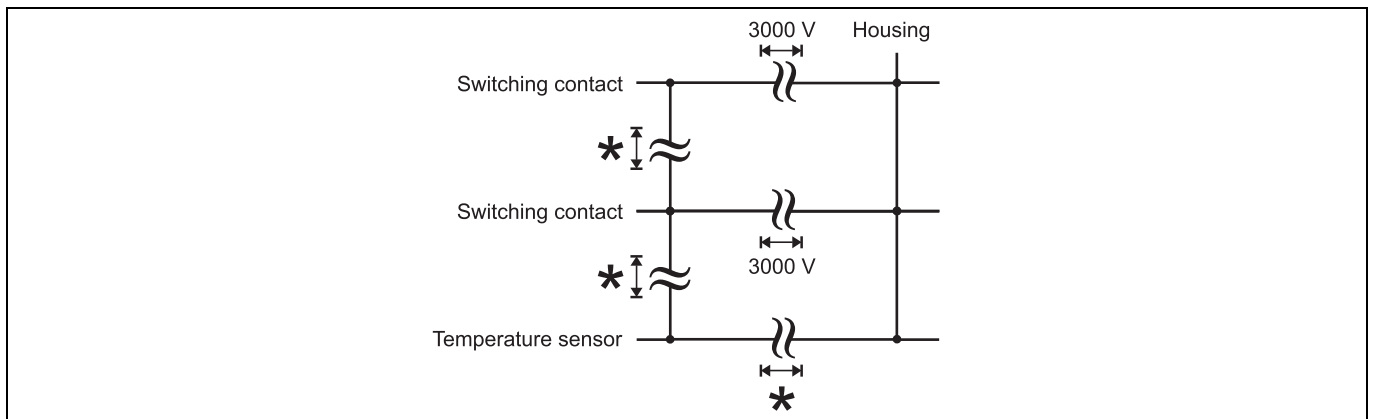 3000 V Housing
Switching contact
*
Switching contact
*
3000 V
Temperature sensor
*